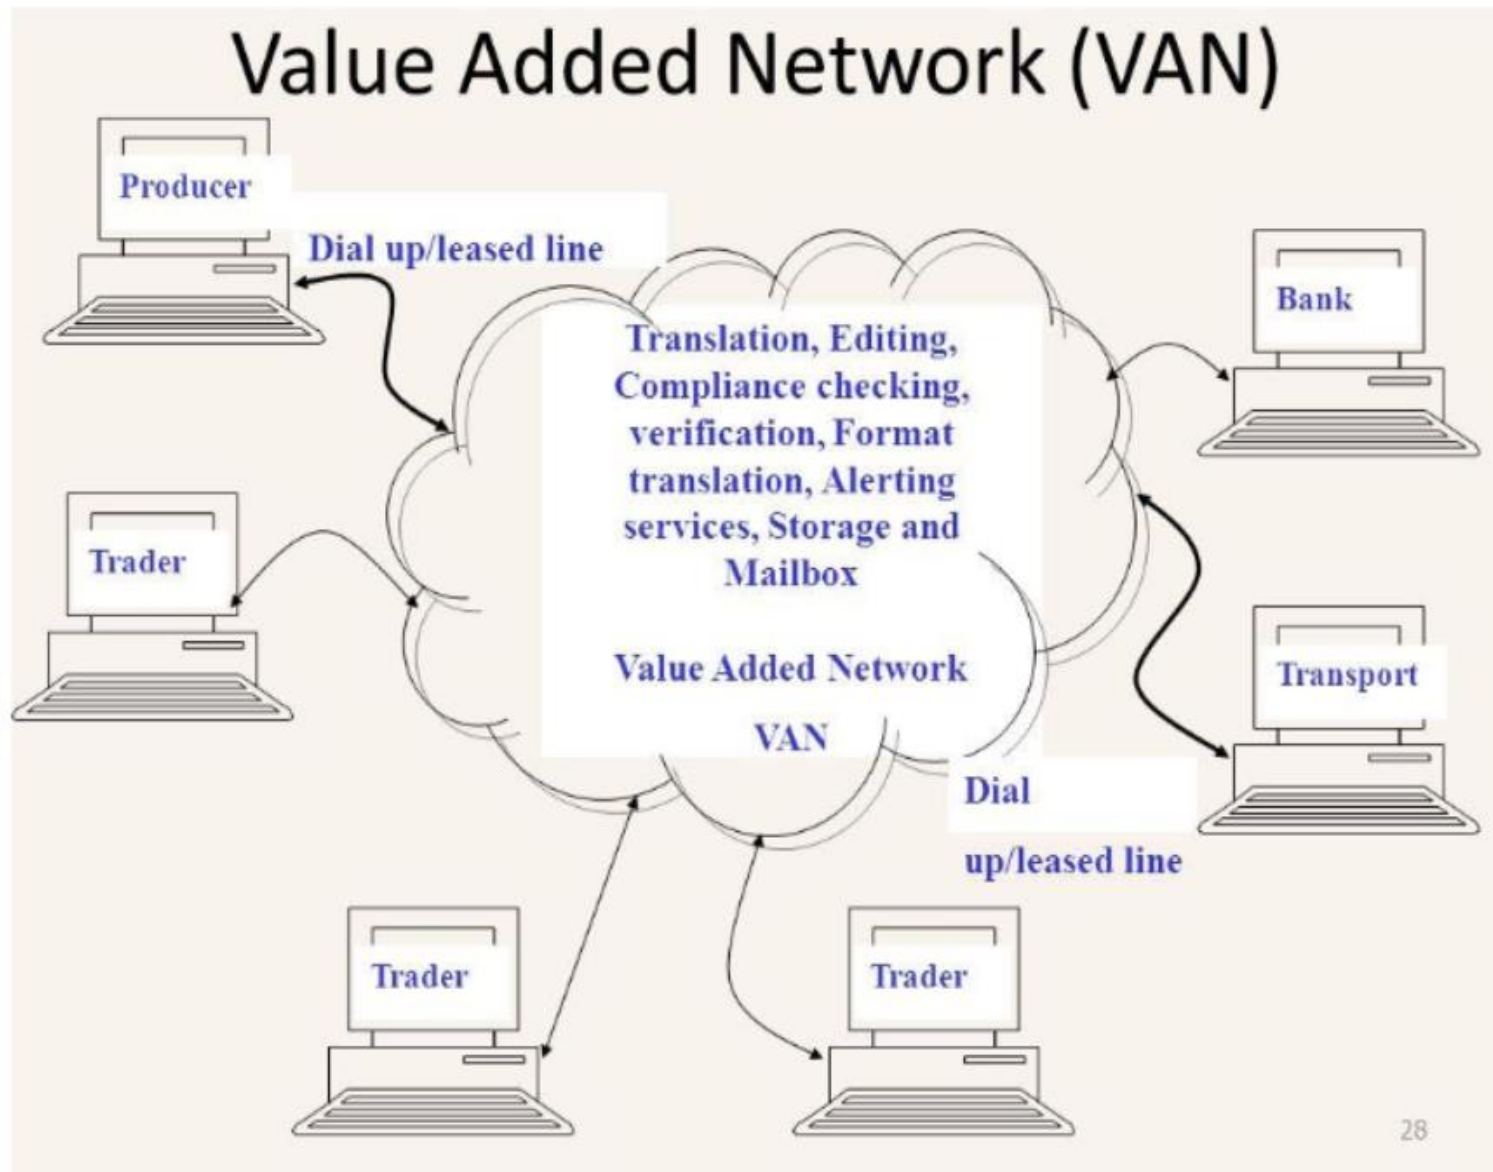 Value Added Network (VAN)
Producer
Dial up/leased line
Bank
Translation, Editing,
Compliance checking,
verification, Format
translation, Alerting
services, Storage and
Mailbox
Trader
Value Added Network
VAN
Transport
Dial
up/leased line
Trader
Trader
28